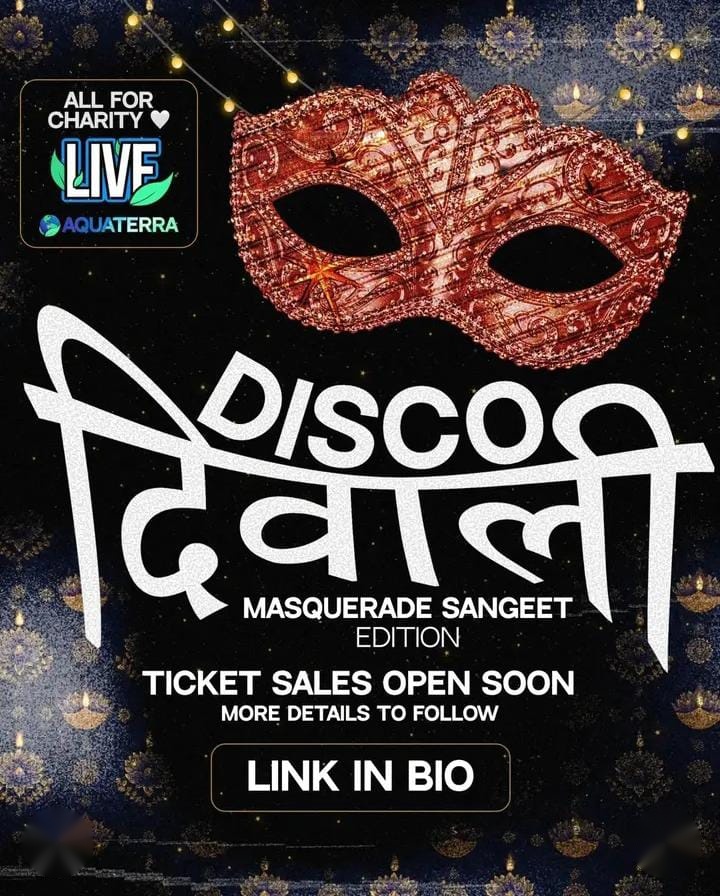 ALL FOR
CHARITY
LIVE
AQUATERRA
DISCO
दिवाली
MASQUERADE SANGEET
EDITION
TICKET SALES OPEN SOON
MORE DETAILS TO FOLLOW
LINK IN BIO